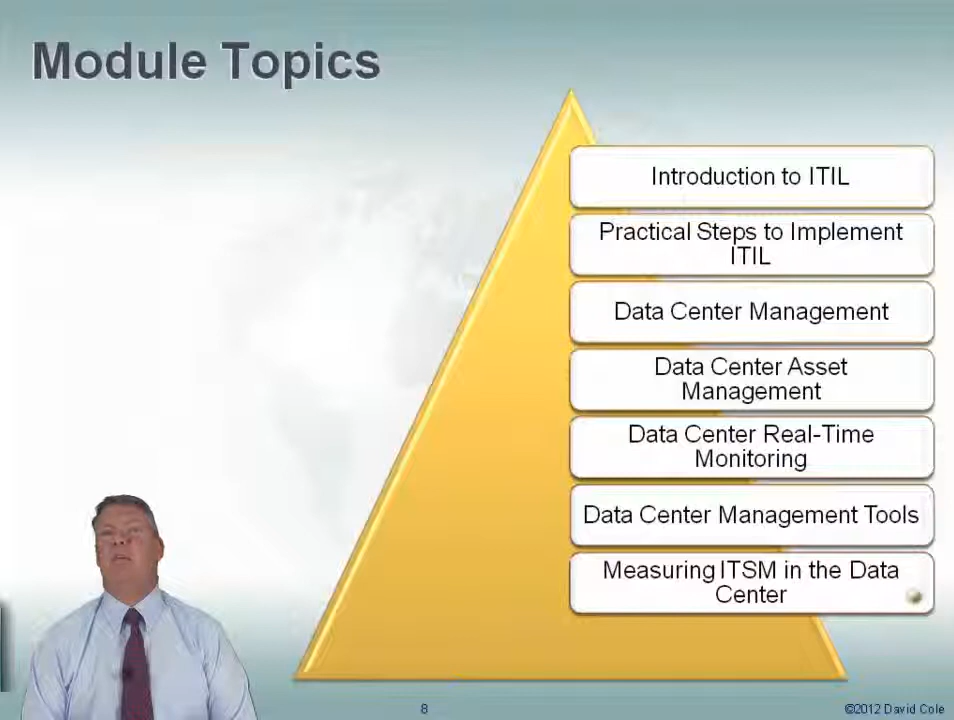 Module Topics
Introduction to ITIL
Practical Steps to Implement
ITIL
Data Center Management
Data Center Asset
Management
Data Center Real-Time
Monitoring
Data Center Management Tools
Measuring ITSM in the Data
Center
8
©2012 David Cole